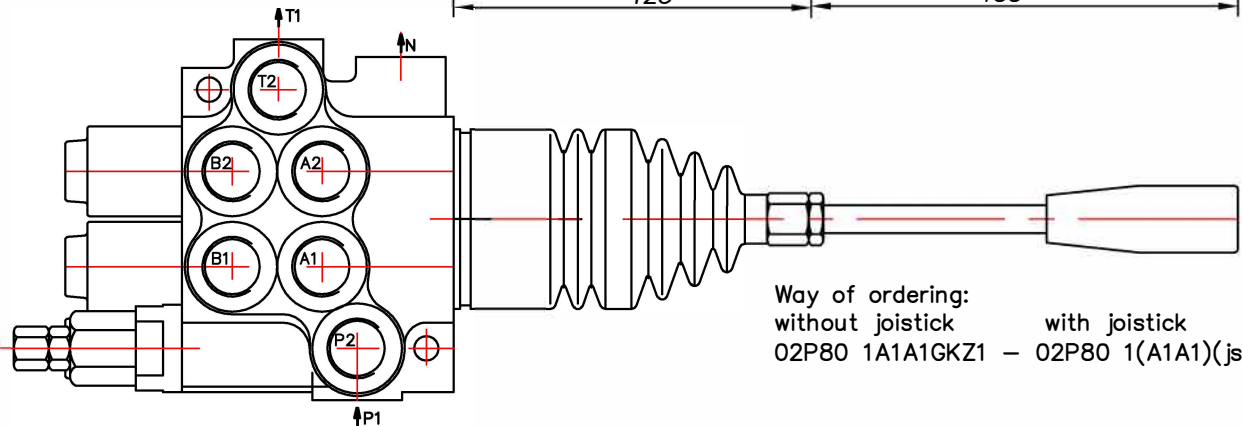 T1
N
T2
B2 A2
B1 A1
P2
P1
Way of ordering:
without joistick with joistick
02P80 1A1A1GKZ1 – 02P80 1(A1A1)(js